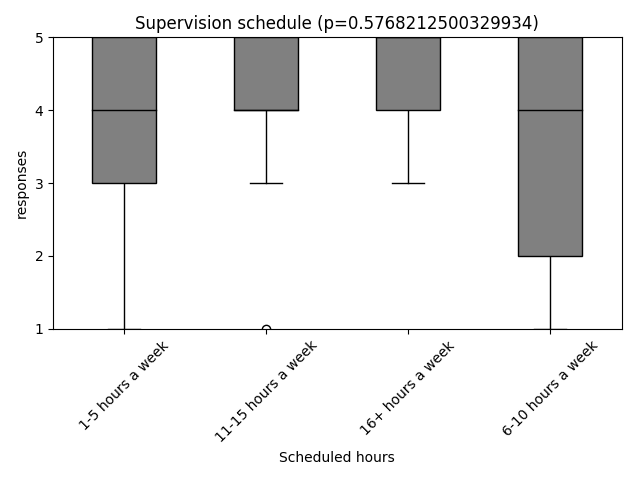 Supervision schedule (p=0.5768212500329934)
5
4
3
2
1
responses
1-5 hours a week
11-15 hours a week
16+ hours a week
6-10 hours a week
Scheduled hours